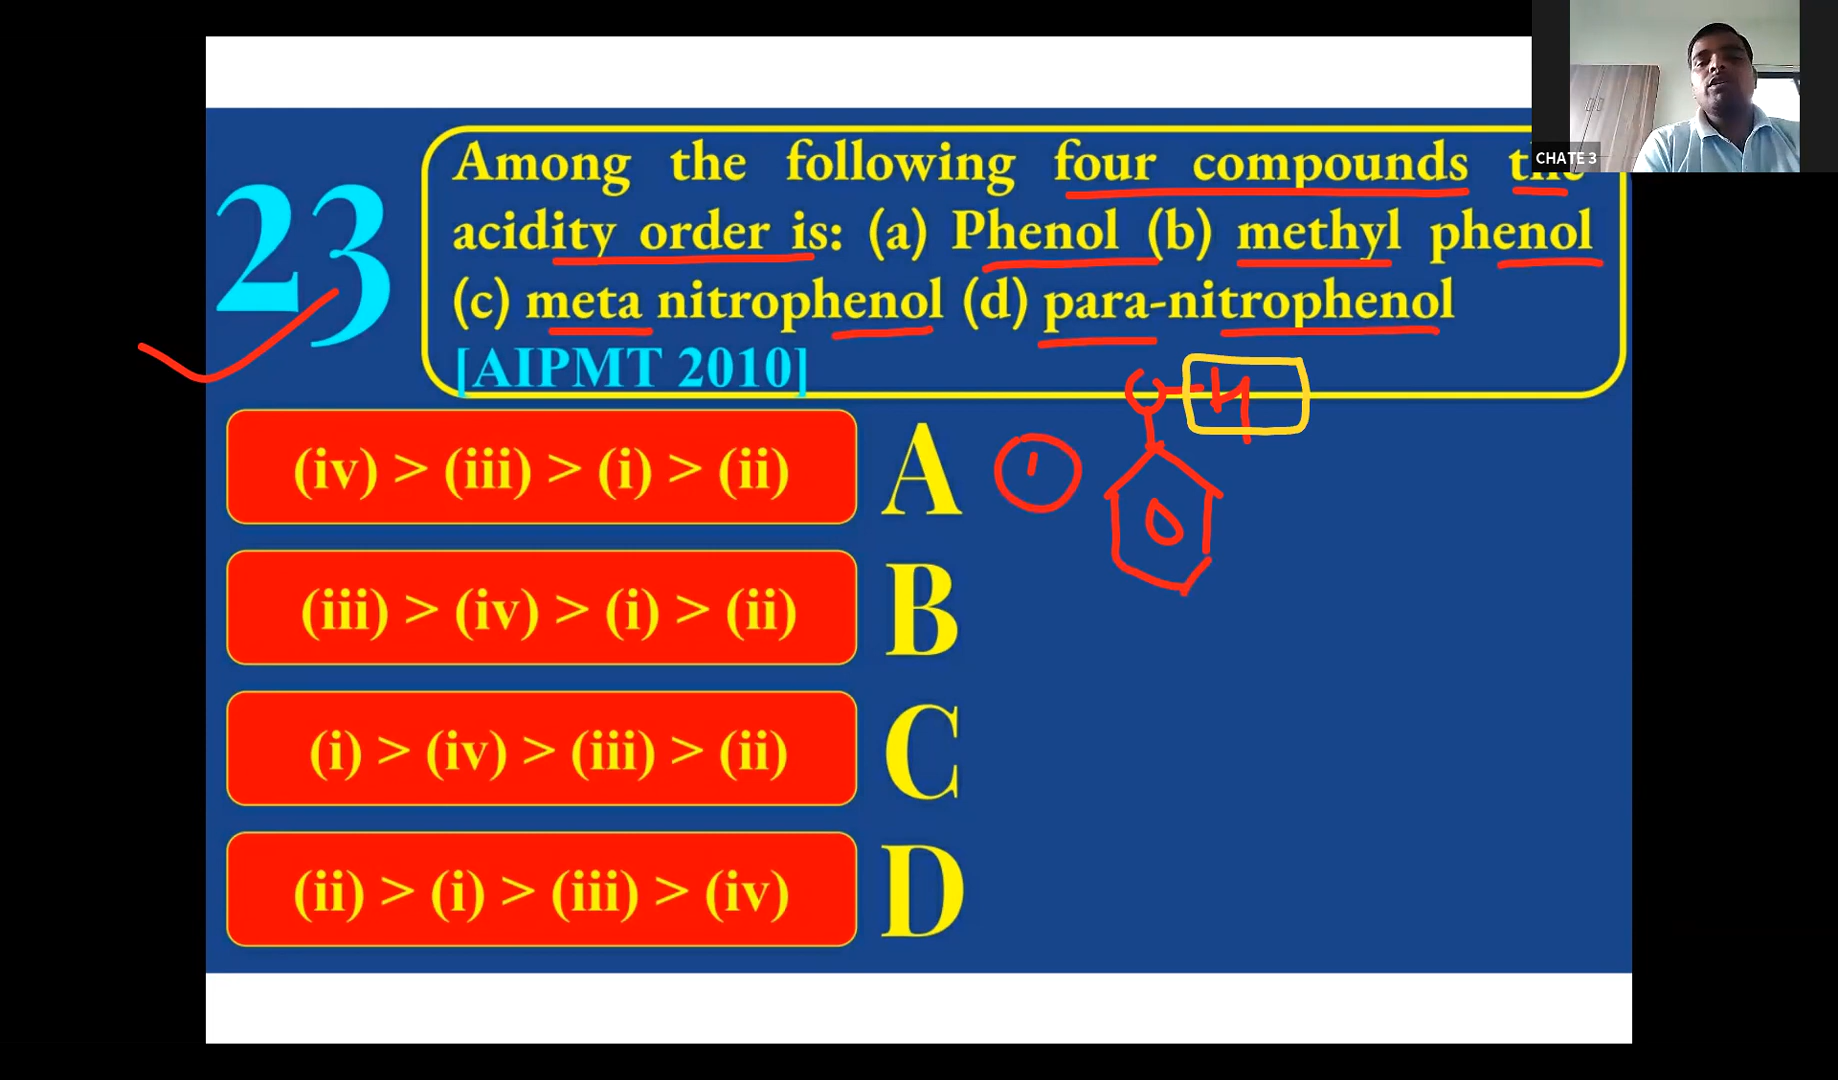 CHATE 3
23
Among the following four compounds the
acidity order is: (a) Phenol (b) methyl phenol
(c) meta nitrophenol (d) para-nitrophenol
[AIPMT 2010]
(iv) > (iii) > (i) > (ii) A
(iii) > (iv) > (i) > (ii) B
(i) > (iv) > (iii) > (ii) C
(ii) > (i) > (iii) > (iv) D
O-H
1